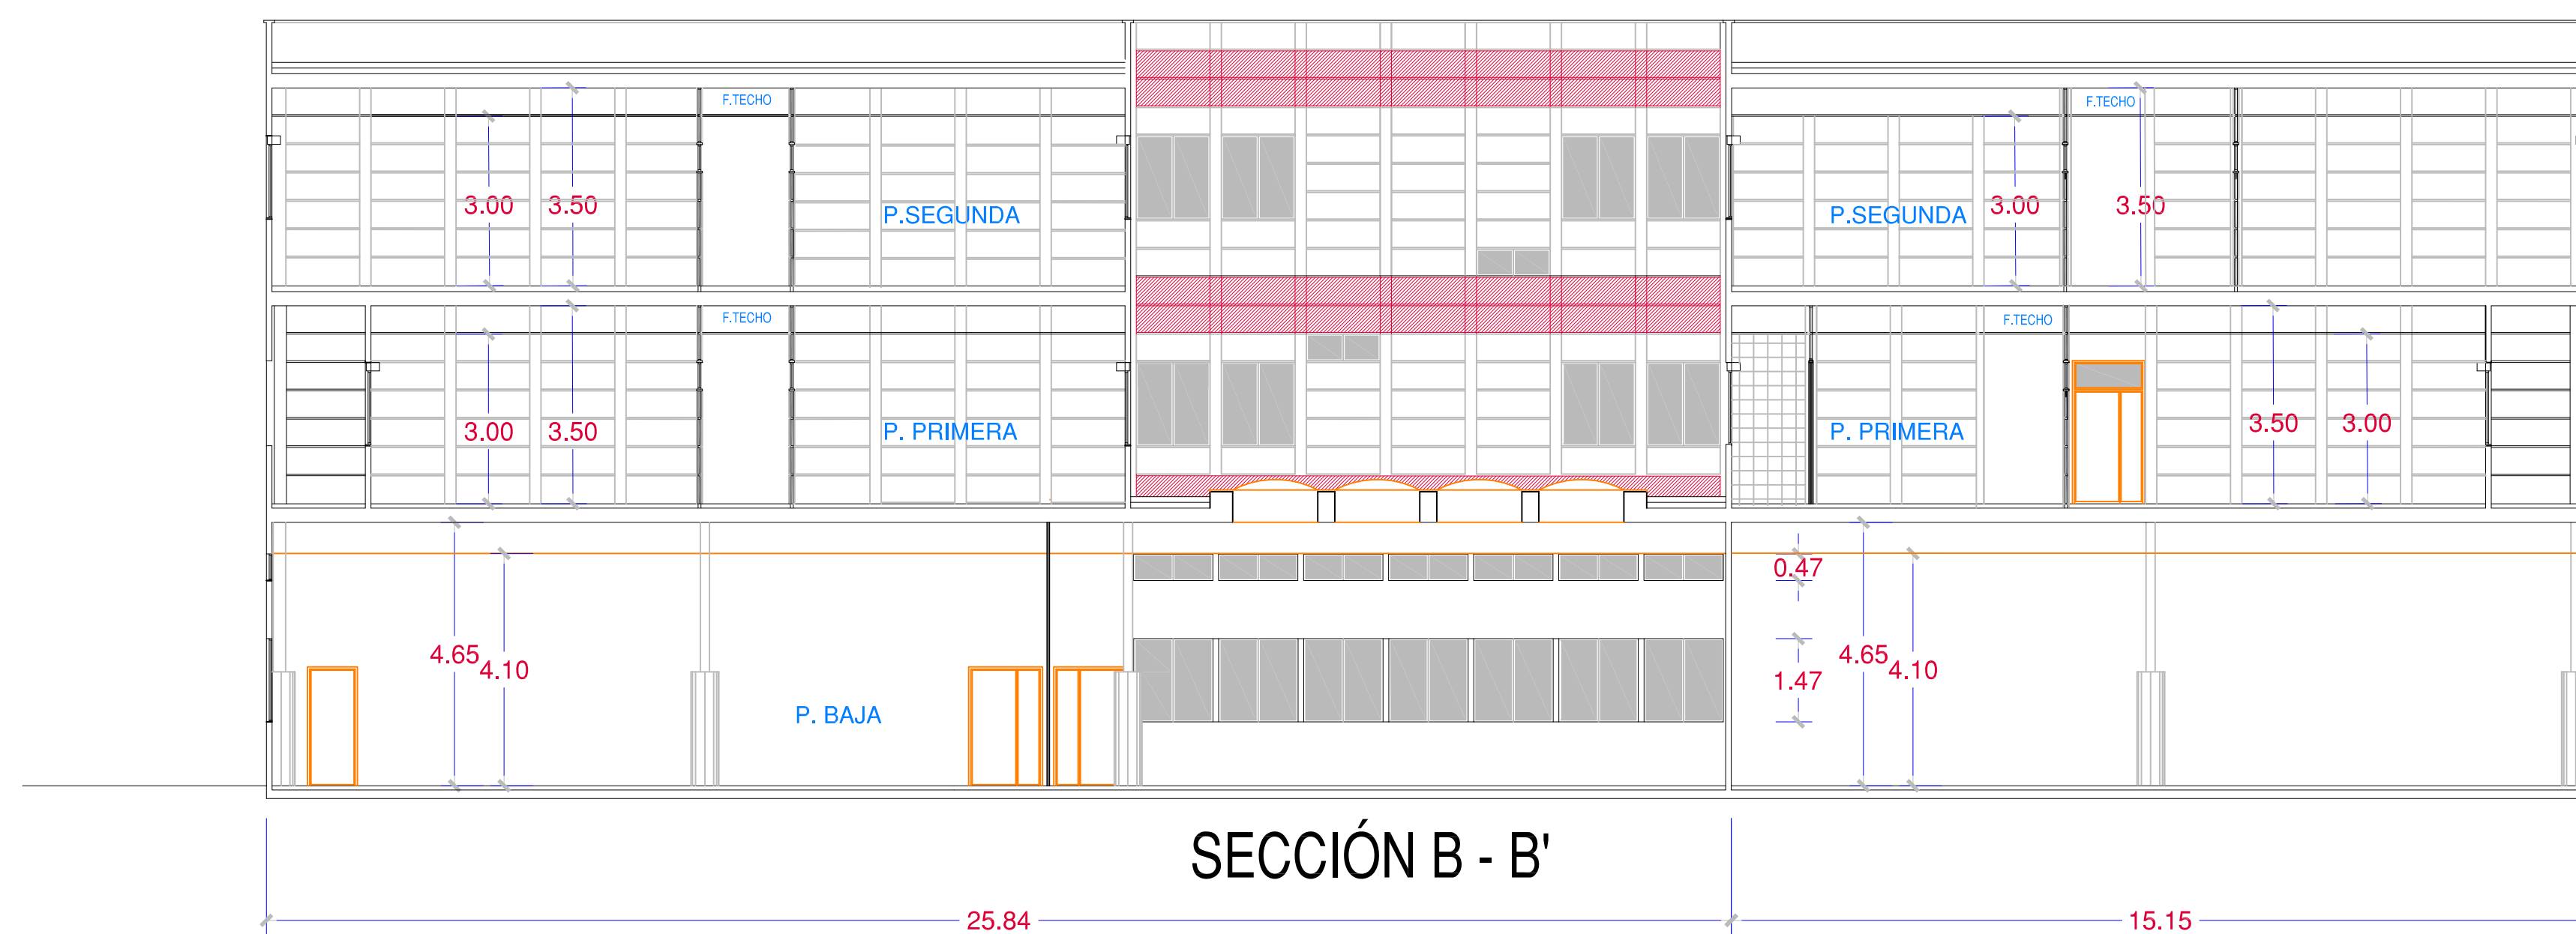 F.TECHO
F.TECHO
3.00
3.50
P.SEGUNDA
P.SEGUNDA
3.00
3.50
F.TECHO
F.TECHO
3.00
3.50
P. PRIMERA
P. PRIMERA
3.50
3.00
0.47
4.65
4.10
P. BAJA
1.47
4.65
4.10
SECCIÓN B - B'
25.84
15.15